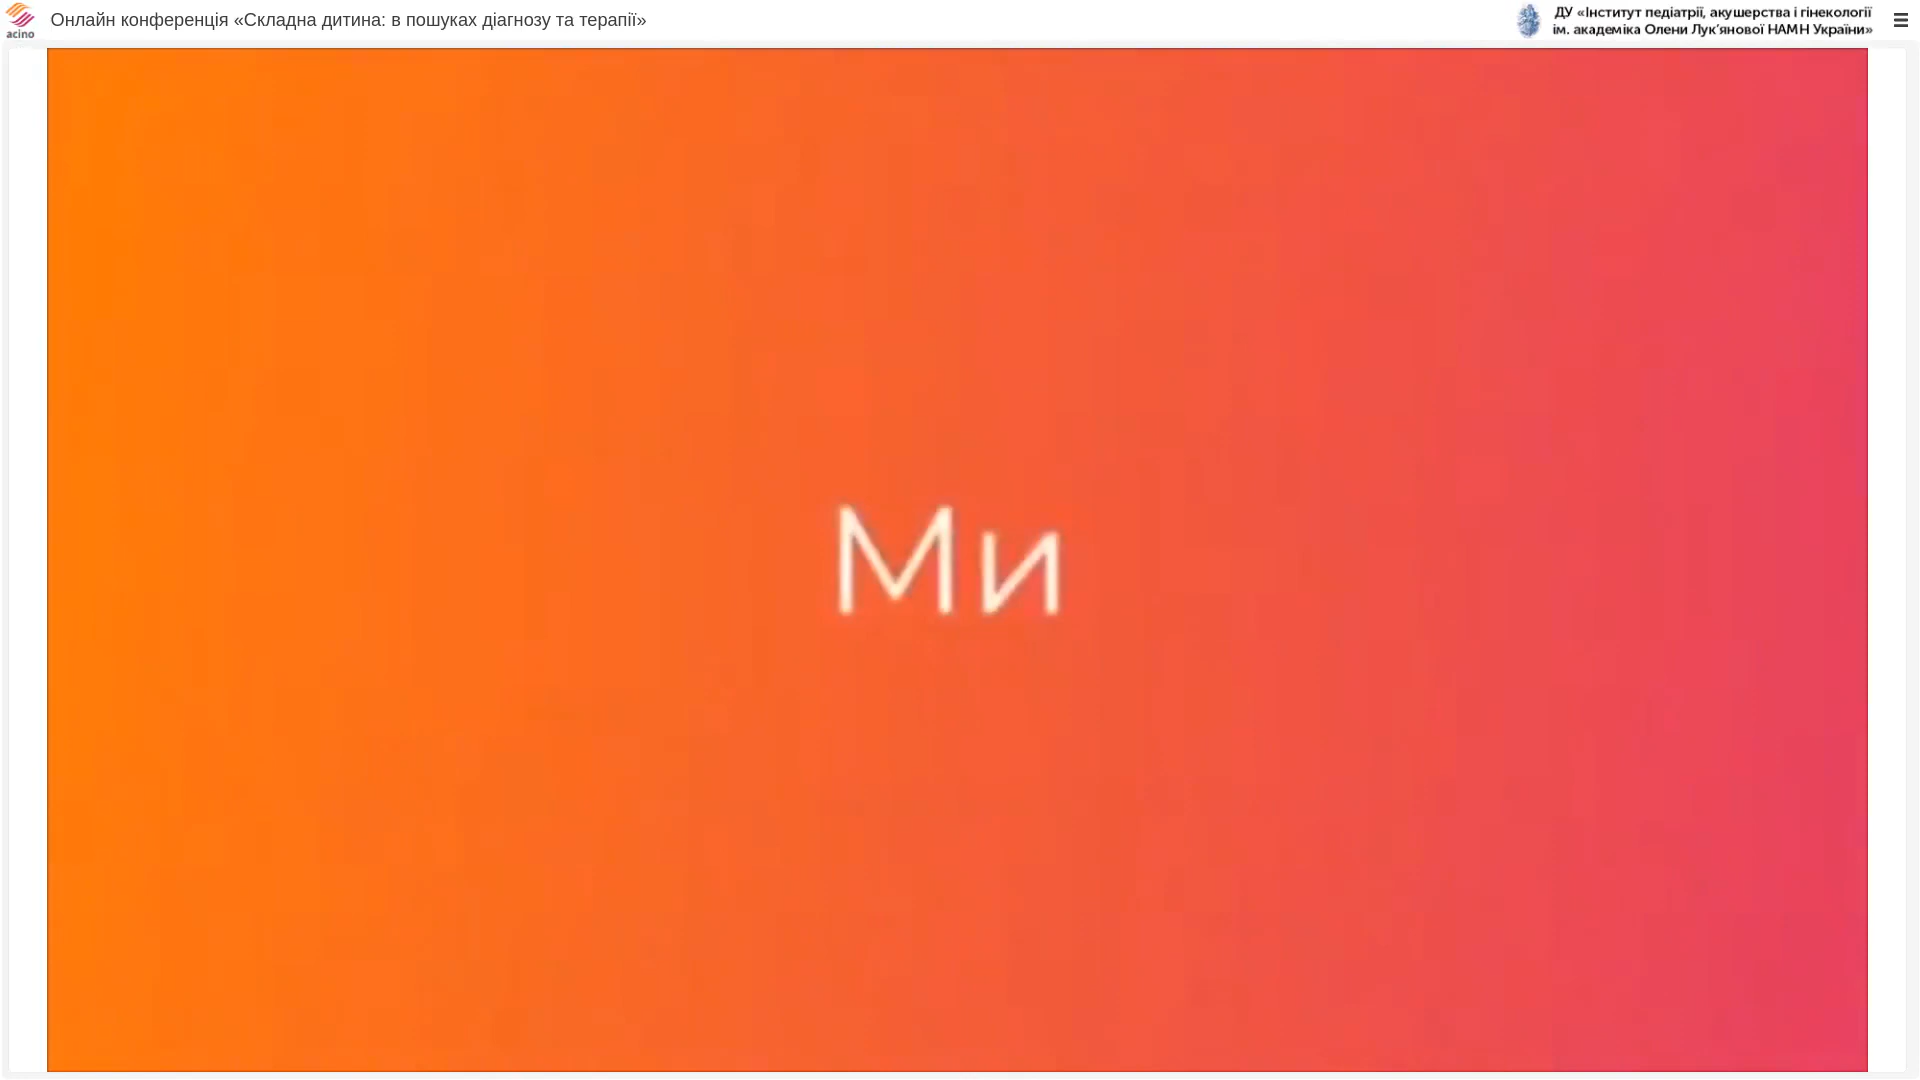 acino
Онлайн конференція «Складна дитина: в пошуках діагнозу та терапії»
ДУ «Інститут педіатрії, акушерства і гінекології
ім. академіка Олени Лук’янової НАМН України»
Ми